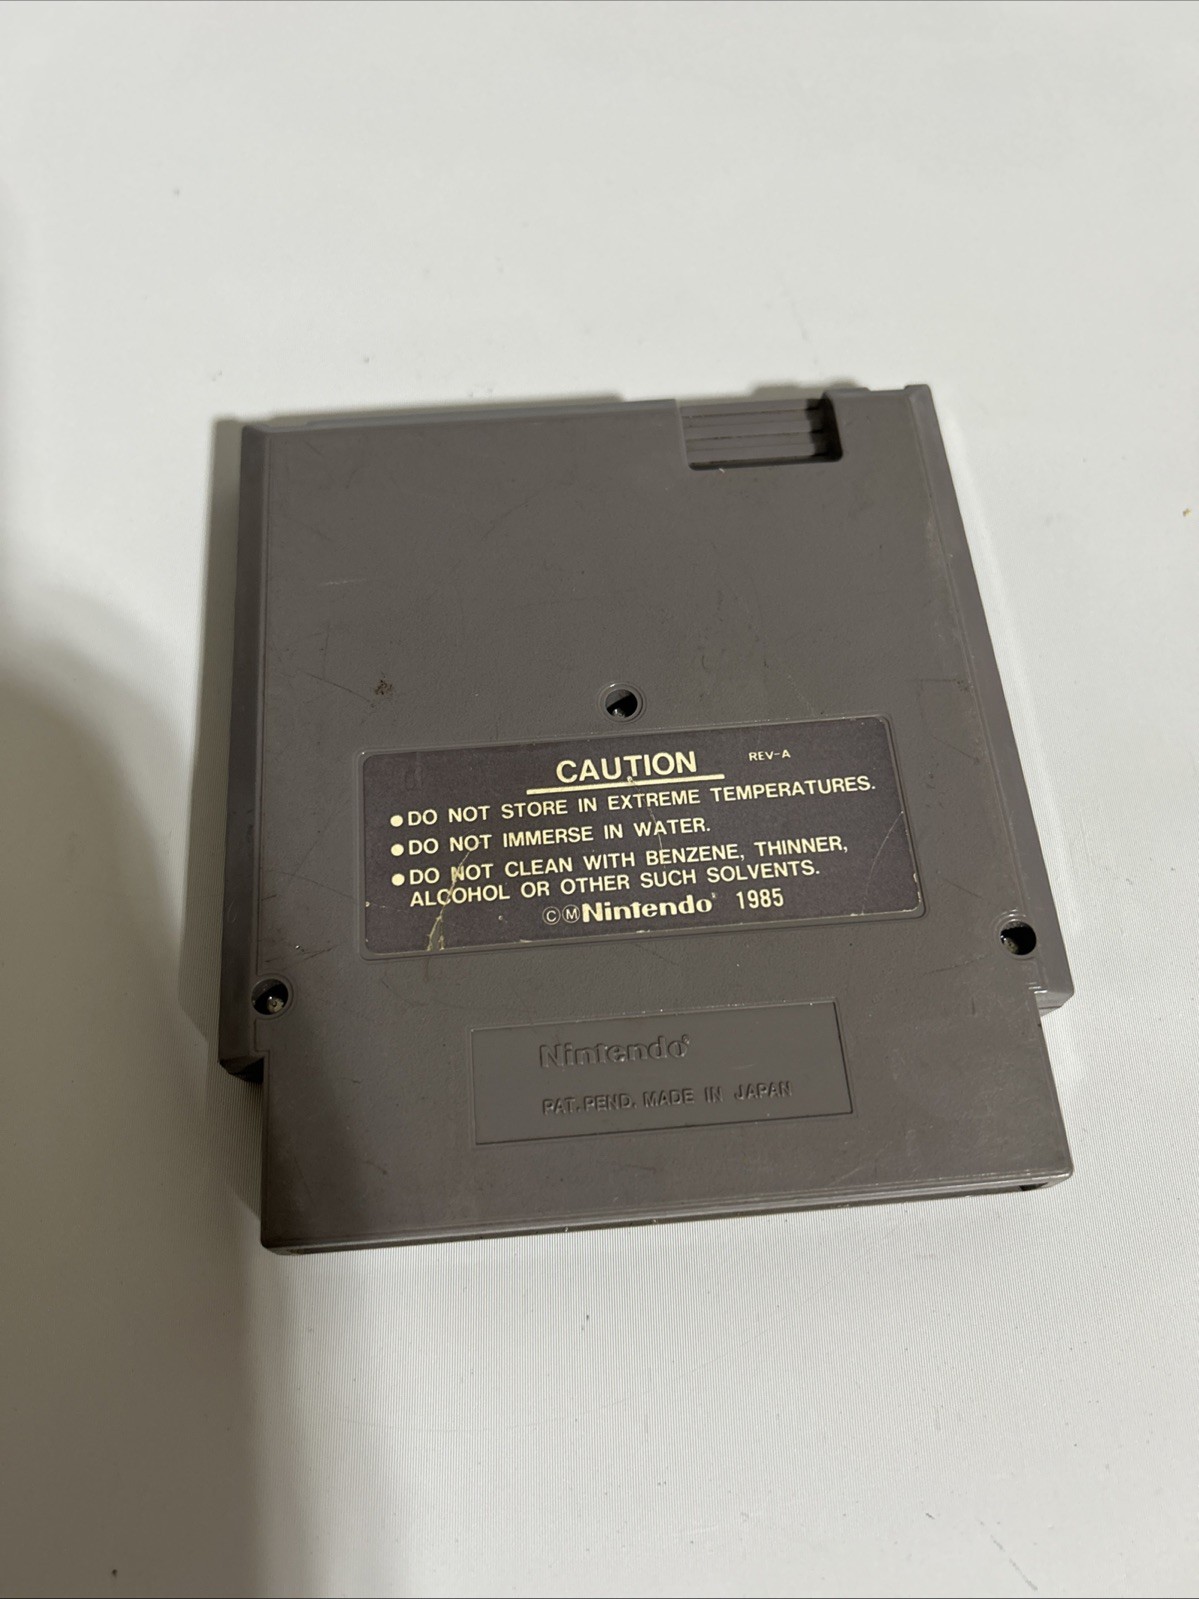 CAUTION REV-A
●DO NOT STORE IN EXTREME TEMPERATURES.
●DO NOT IMMERSE IN WATER.
●DO NOT CLEAN WITH BENZENE, THINNER,
ALCOHOL OR OTHER SUCH SOLVENTS.
ⒸⓂNintendo® 1985
Nintendo®
PAT. PEND. MADE IN JAPAN